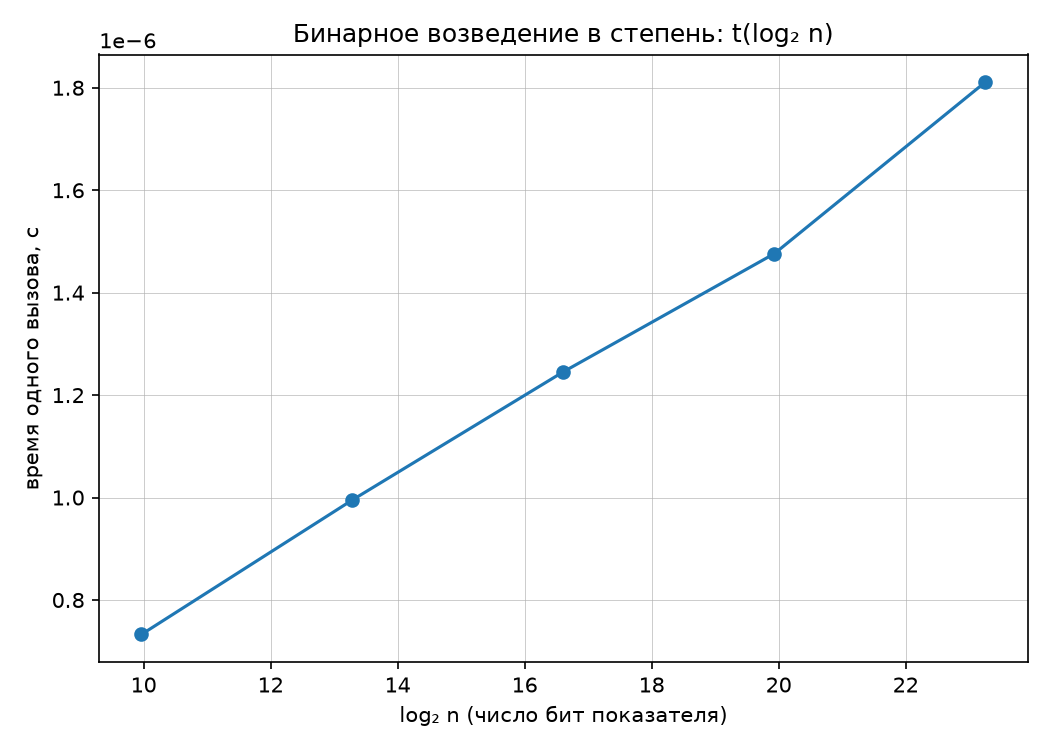 Бинарное возведение в степень: t(log₂ n)
1e−6
1.8
1.6
1.4
1.2
1.0
0.8
время одного вызова, с
10 12 14 16 18 20 22
log₂ n (число бит показателя)